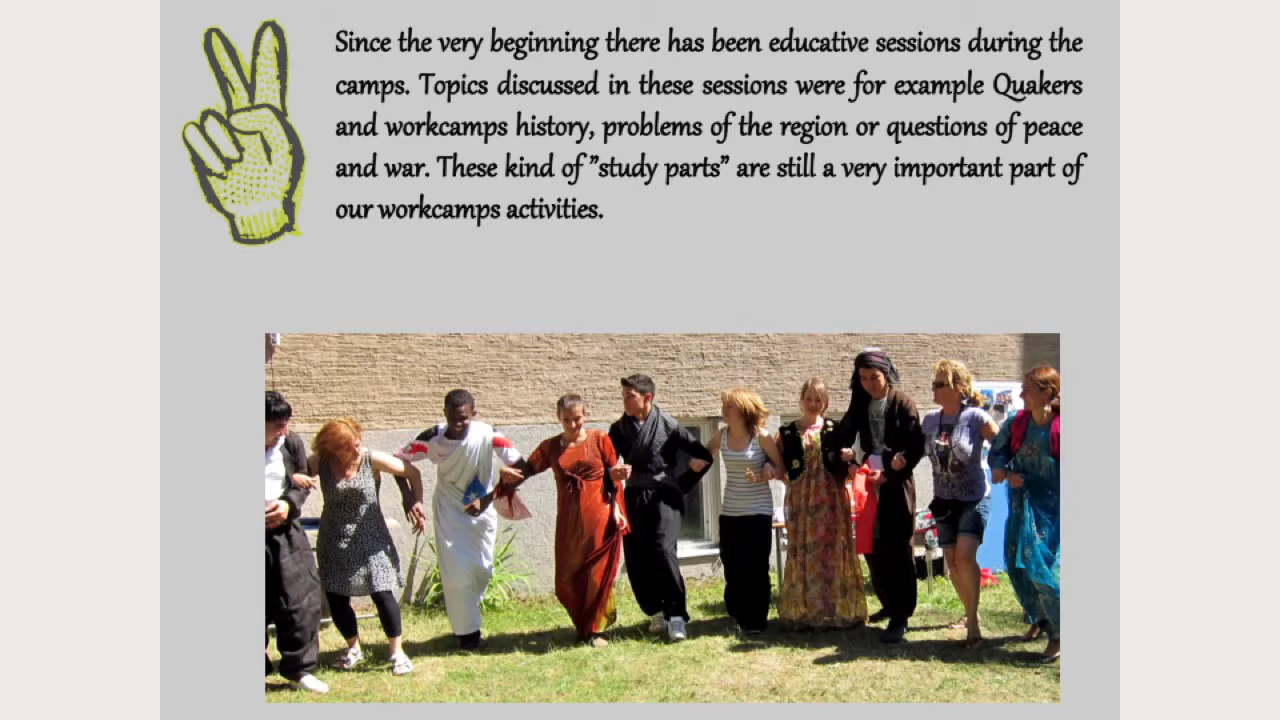 Since the very beginning there has been educative sessions during the
camps. Topics discussed in these sessions were for example Quakers
and workcamps history, problems of the region or questions of peace
and war. These kind of ”study parts” are still a very important part of
our workcamps activities.